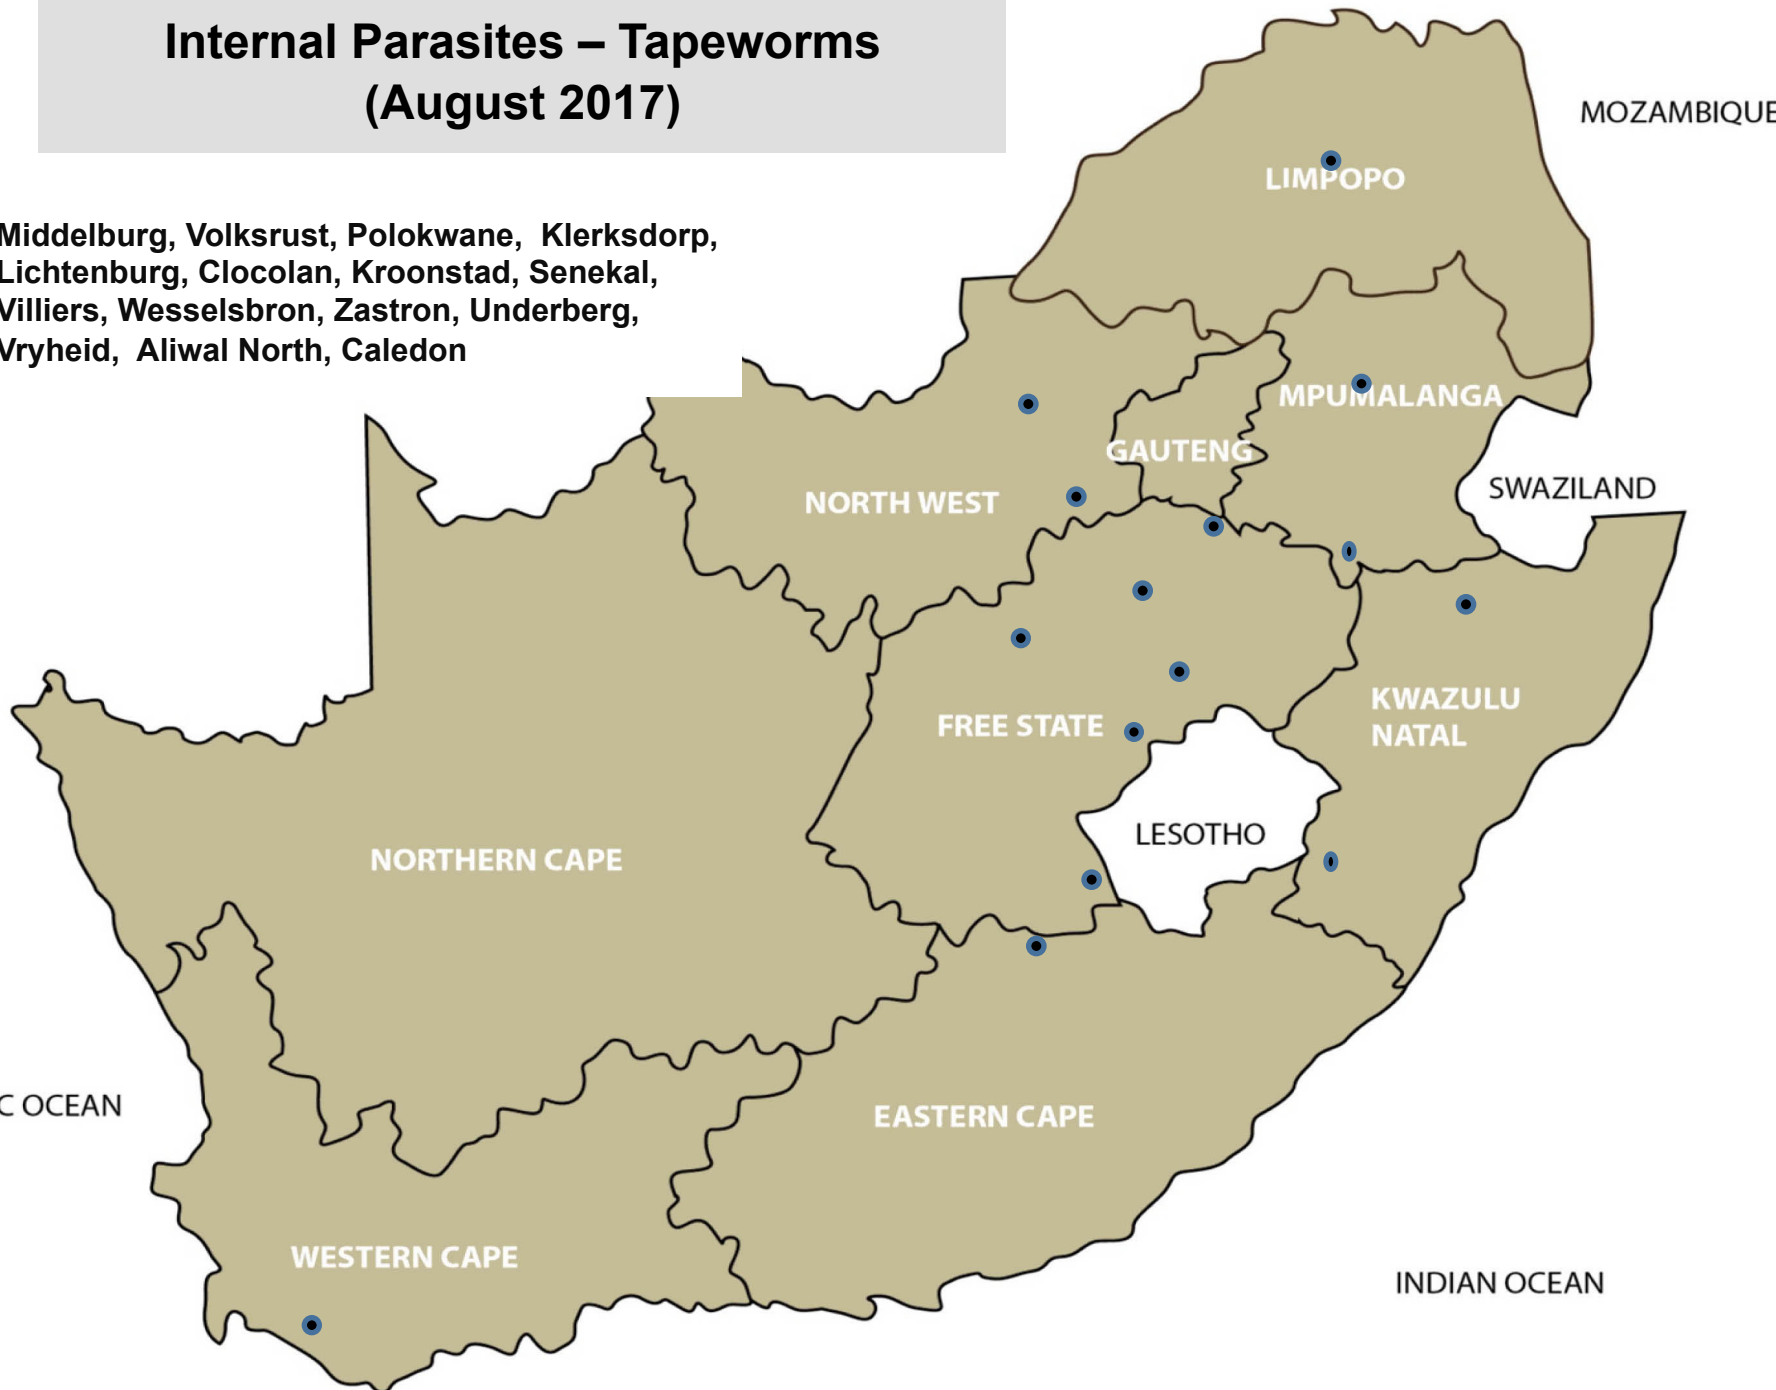 Internal Parasites – Tapeworms
(August 2017)
Middelburg, Volksrust, Polokwane,  Klerksdorp,
Lichtenburg, Clocolan, Kroonstad, Senekal,
Villiers, Wesselsbron, Zastron, Underberg,
Vryheid,  Aliwal North, Caledon
MOZAMBIQUE
LIMPOPO
MPUMALANGA
GAUTENG
SWAZILAND
NORTH WEST
KWAZULU
NATAL
FREE STATE
LESOTHO
NORTHERN CAPE
C OCEAN
EASTERN CAPE
WESTERN CAPE
INDIAN OCEAN